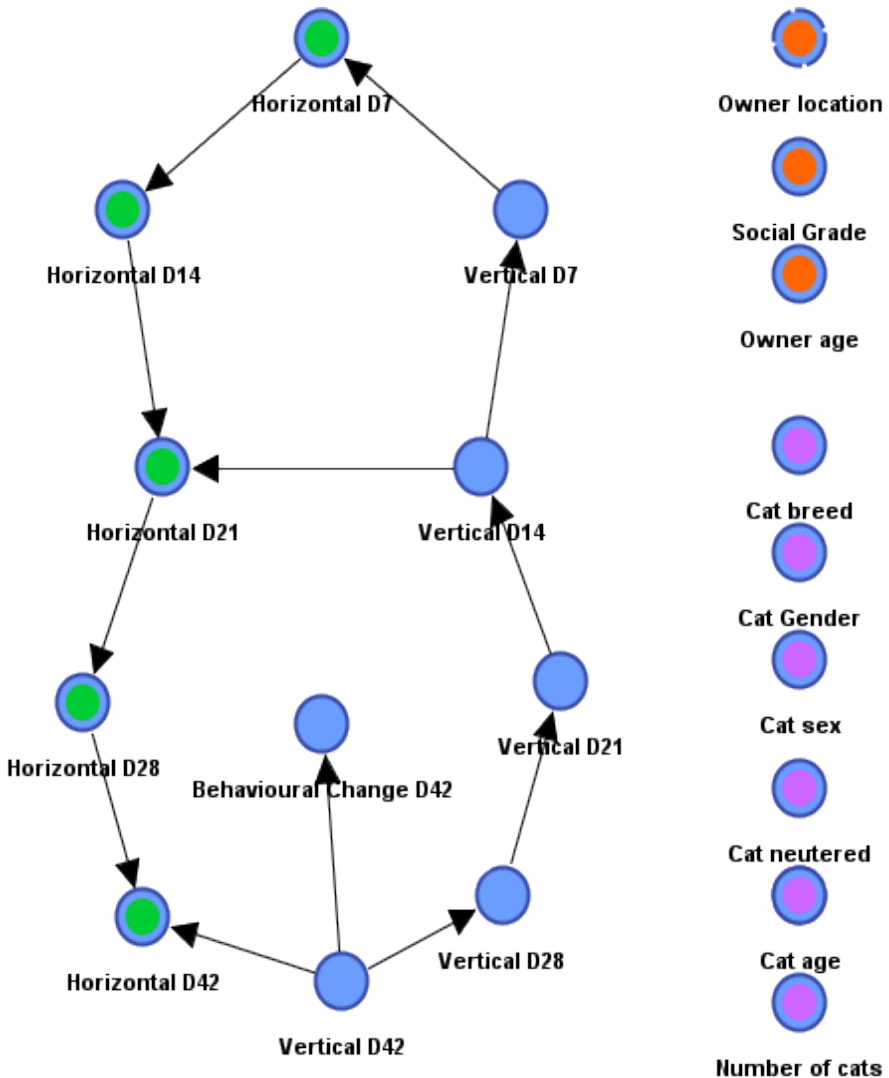 Horizontal D7
Owner location
Horizontal D14
Vertical D7
Social Grade
Owner age
Horizontal D21
Vertical D14
Cat breed
Cat Gender
Vertical D21
Cat sex
Horizontal D28
Behavioural Change D42
Cat neutered
Horizontal D42
Vertical D28
Cat age
Vertical D42
Number of cats